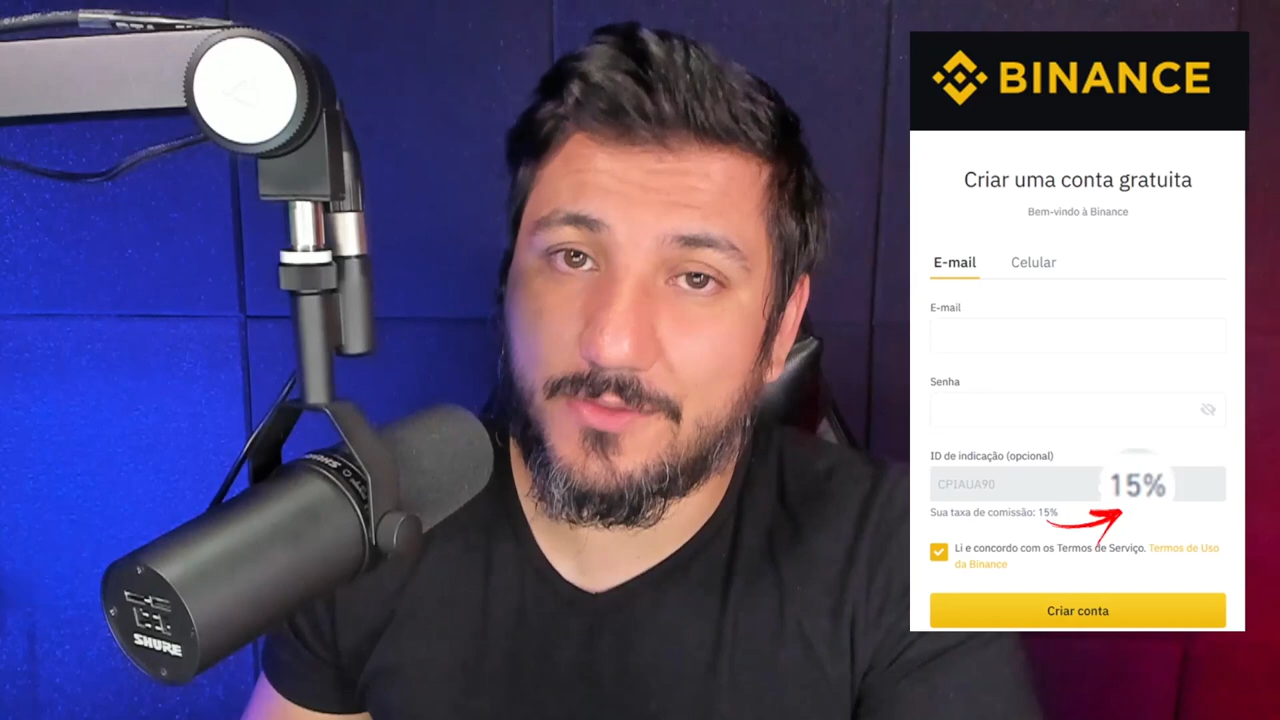 BINANCE
Criar uma conta gratuita
Bem-vindo à Binance
E-mail Celular
E-mail
Senha
ID de indicação (opcional)
CPIAUA90 15%
Sua taxa de comissão: 15%
Li e concordo com os Termos de Serviço. Termos de Uso
da Binance
Criar conta
SHURE